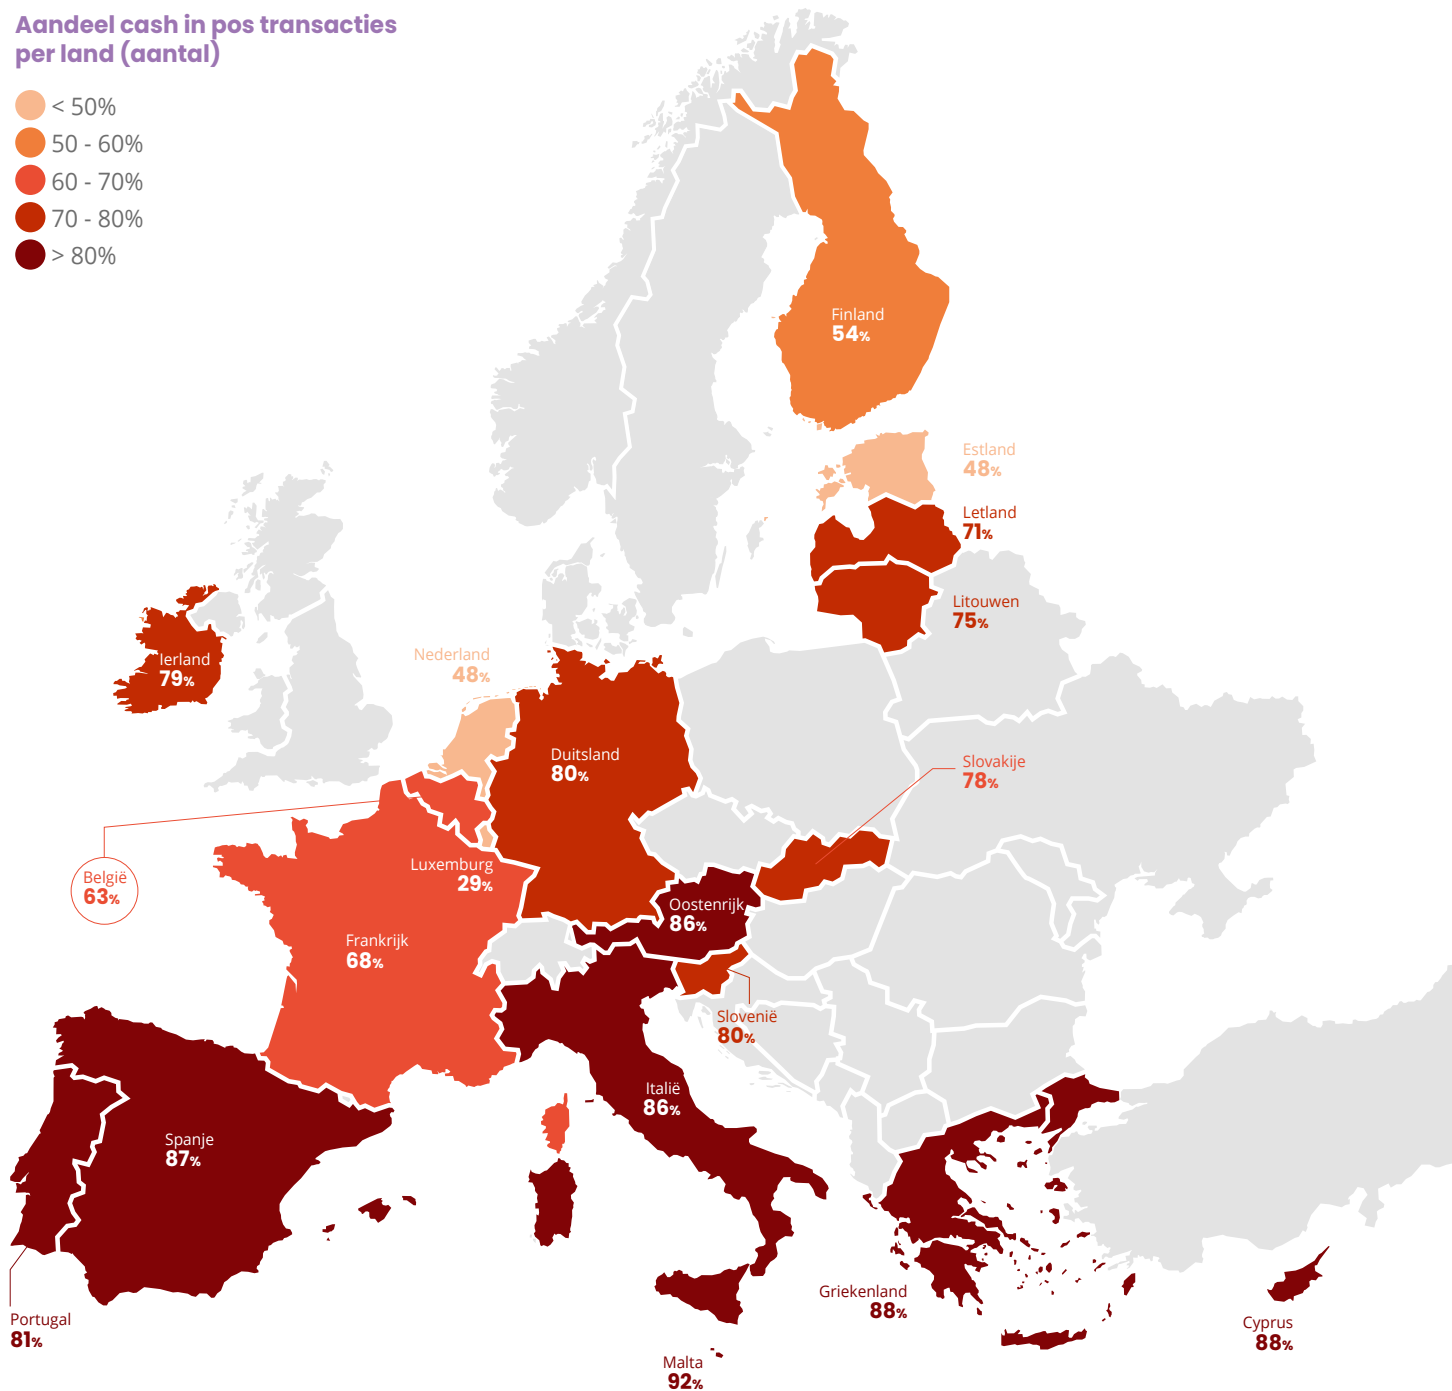 Aandeel cash in pos transacties
per land (aantal)
< 50%
50 - 60%
60 - 70%
70 - 80%
> 80%
Finland
54%
Estland
48%
Letland
71%
Litouwen
75%
Ierland
79%
Nederland
48%
Duitsland
80%
Slovakije
78%
België
63%
Luxemburg
29%
Oostenrijk
86%
Frankrijk
68%
Slovenië
80%
Italië
86%
Spanje
87%
Portugal
81%
Griekenland
88%
Cyprus
88%
Malta
92%